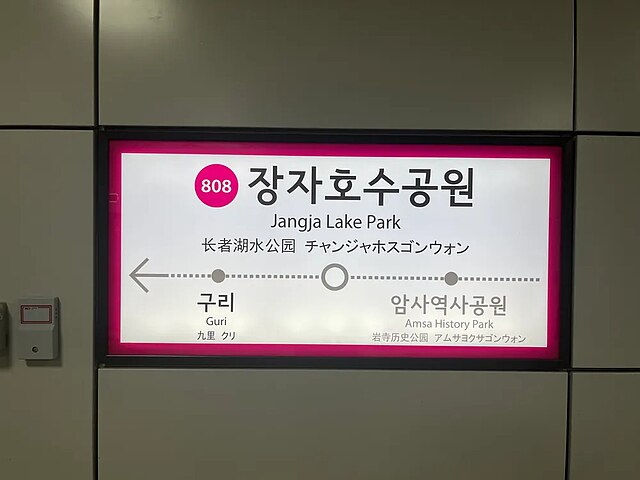 808 장자호수공원
Jangja Lake Park
长者湖水公园 チャンジャホスゴンウォン
구리 암사역사공원
Guri Amsa History Park
九里 クリ 岩寺历史公园 アムサヨクサゴンウォン